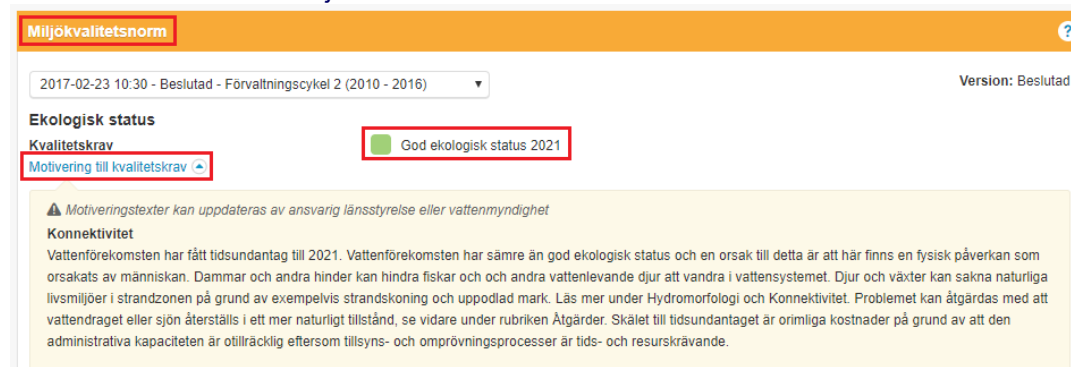 Miljökvalitetsnorm
?
2017-02-23 10:30 - Beslutad - Förvaltningscykel 2 (2010 - 2016)
Version: Beslutad
Ekologisk status
Kvalitetskrav
God ekologisk status 2021
Motivering till kvalitetskrav
Motiveringstexter kan uppdateras av ansvarig länsstyrelse eller vattenmyndighet
Konnektivitet
Vattenförekomsten har fått tidsundantag till 2021. Vattenförekomsten har sämre än god ekologisk status och en orsak till detta är att här finns en fysisk påverkan som
orsakats av människan. Dammar och andra hinder kan hindra fiskar och och andra vattenlevande djur att vandra i vattensystemet. Djur och växter kan sakna naturliga
livsmiljöer i strandzonen på grund av exempelvis strandskoning och uppodlad mark. Läs mer under Hydromorfologi och Konnektivitet. Problemet kan åtgärdas med att
vattendraget eller sjön återställs i ett mer naturligt tillstånd, se vidare under rubriken Åtgärder. Skälet till tidsundantaget är orimliga kostnader på grund av att den
administrativa kapaciteten är otillräcklig eftersom tillsyns- och omprövningsprocesser är tids- och resurskrävande.